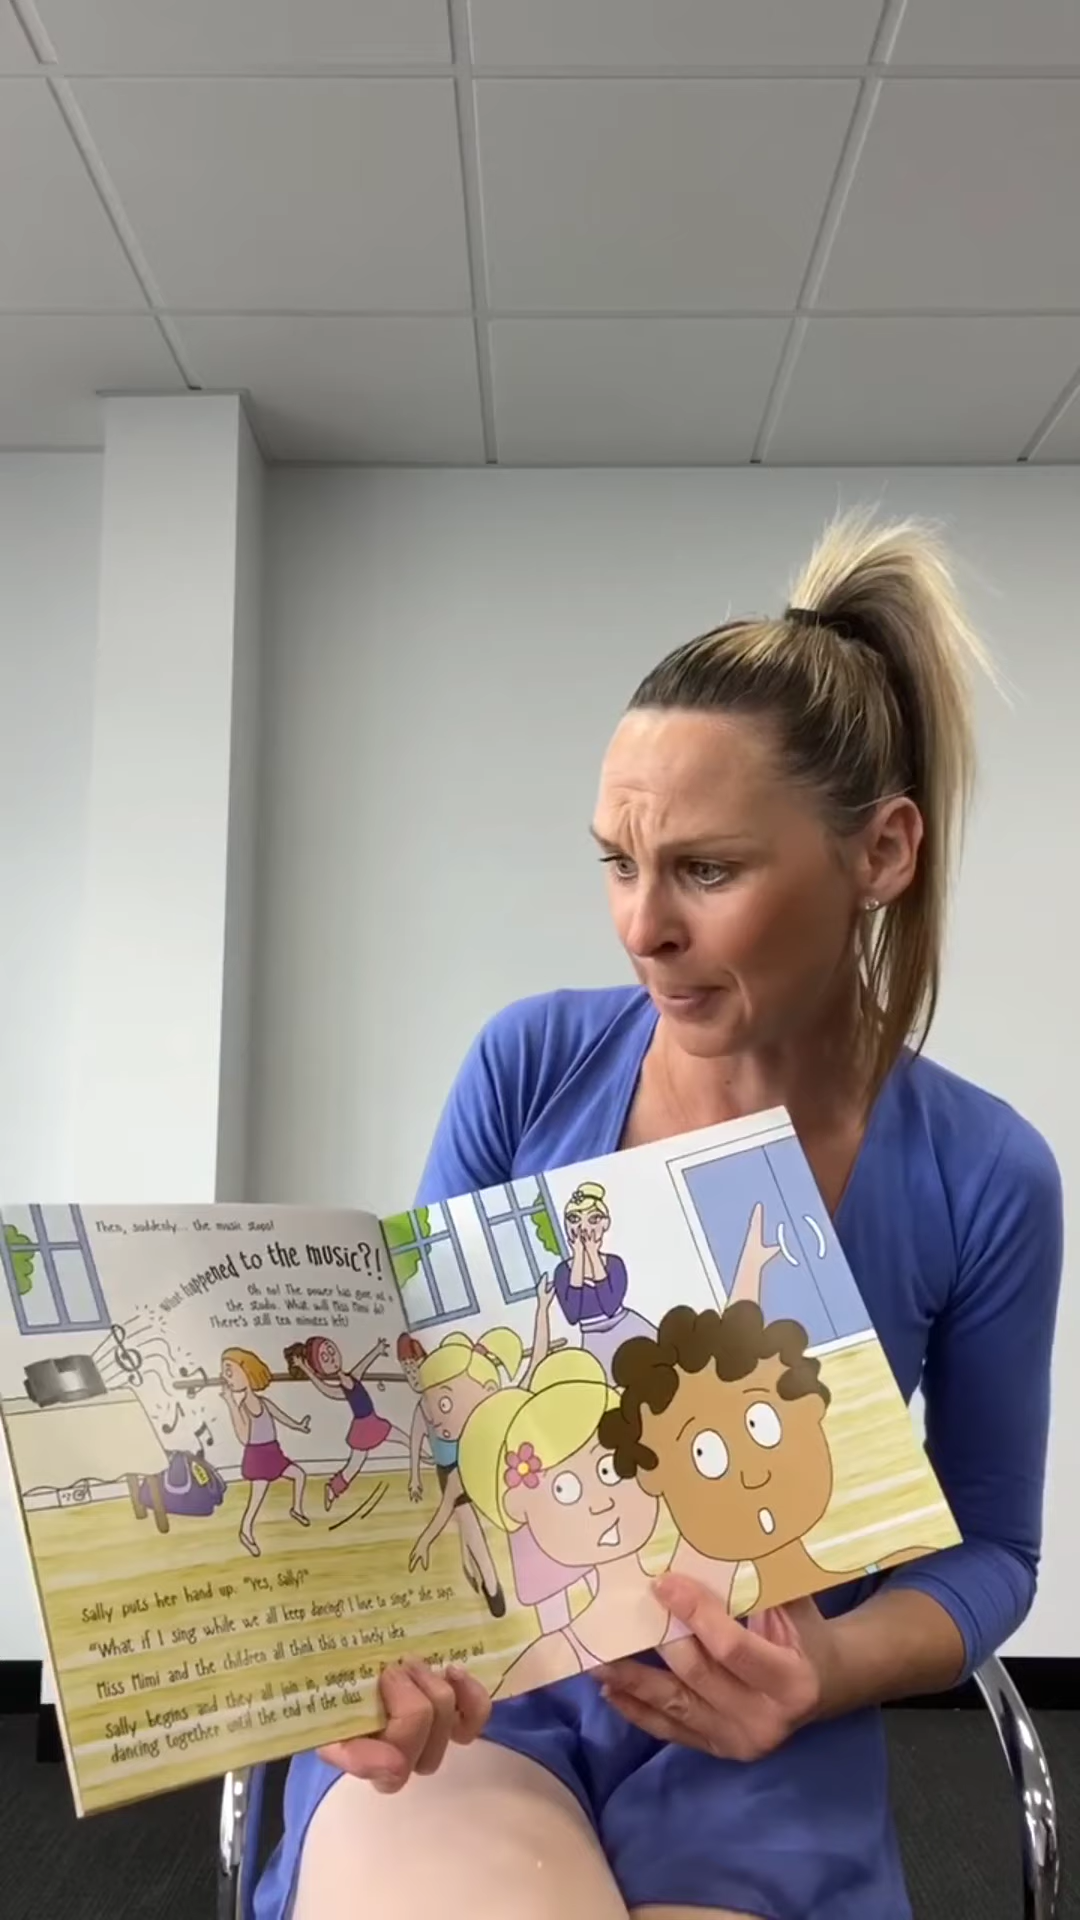 Then, suddenly... the music stops!
What happened to the music?!
Oh no! The power has gone out in
the studio. What will Miss Mimi do?
There's still ten minutes left!
Sally puts her hand up. "Yes, Sally?"
"What if I sing while we all keep dancing? I love to sing," she says.
Miss Mimi and the children all think this is a lovely idea.
Sally begins and they all join in, singing the Song and
dancing together until the end of the class.